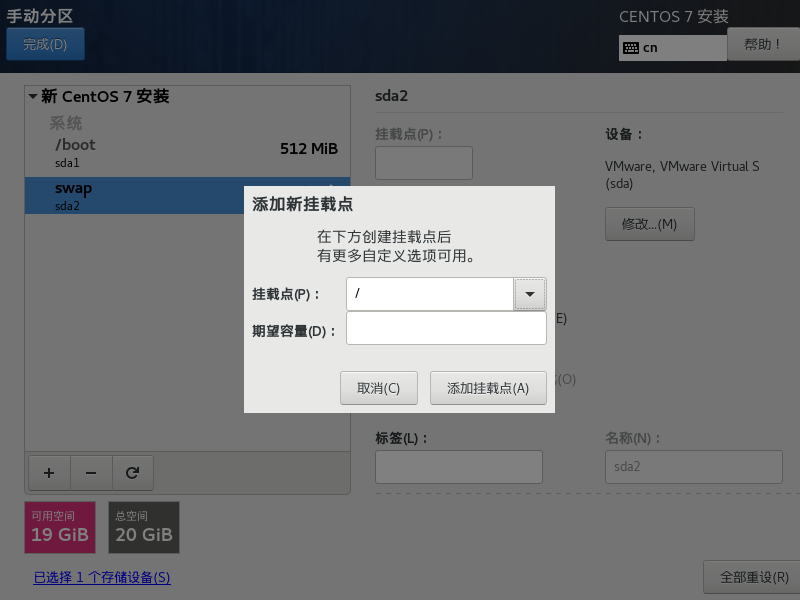 手动分区
CENTOS 7 安装
完成(D)
cn
帮助！
新 CentOS 7 安装
系统
/boot
512 MiB
sda1
swap
sda2
sda2
挂载点(P)：
设备：
VMware, VMware Virtual S
(sda)
修改...(M)
添加新挂载点
在下方创建挂载点后
有更多自定义选项可用。
挂载点(P)：
/
期望容量(D)：
取消(C)
添加挂载点(A)
E)
(O)
标签(L)：
名称(N)：
sda2
+
−
可用空间
19 GiB
总空间
20 GiB
已选择 1 个存储设备(S)
全部重设(R)